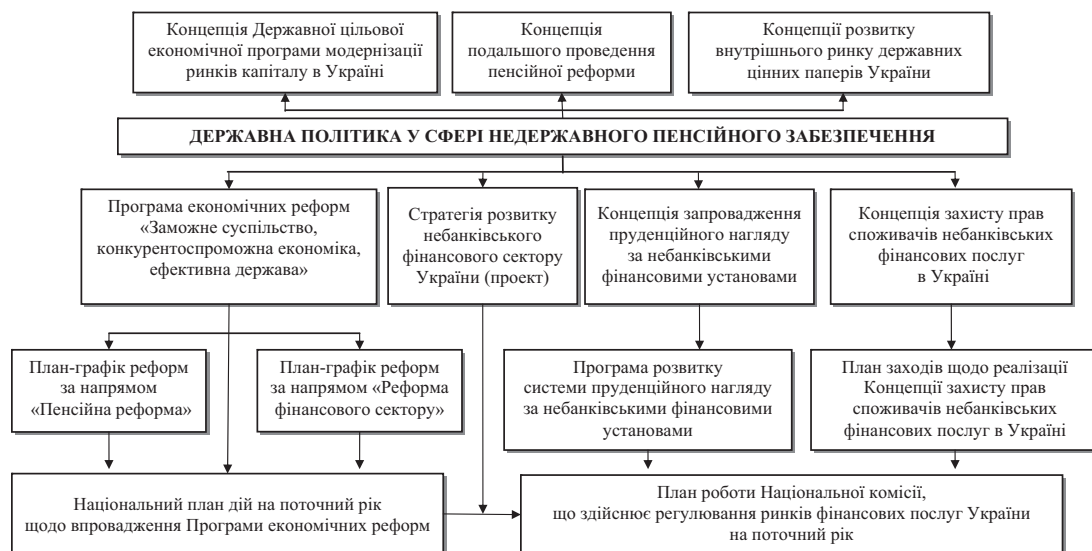 Концепція Державної цільової
економічної програми модернізації
ринків капіталу в Україні
Концепція
подальшого проведення
пенсійної реформи
Концепції розвитку
внутрішнього ринку державних
цінних паперів України
ДЕРЖАВНА ПОЛІТИКА У СФЕРІ НЕДЕРЖАВНОГО ПЕНСІЙНОГО ЗАБЕЗПЕЧЕННЯ
Програма економічних реформ
«Заможне суспільство,
конкурентоспроможна економіка,
ефективна держава»
Стратегія розвитку
небанківського
фінансового сектору
України (проект)
Концепція запровадження
пруденційного нагляду
за небанківськими
фінансовими установами
Концепція захисту прав
споживачів небанківських
фінансових послуг
в Україні
План-графік реформ
за напрямом
«Пенсійна реформа»
План-графік реформ
за напрямом «Реформа
фінансового сектору»
Програма розвитку
системи пруденційного нагляду
за небанківськими фінансовими
установами
План заходів щодо реалізації
Концепції захисту прав
споживачів небанківських
фінансових послуг в Україні
Національний план дій на поточний рік
щодо впровадження Програми економічних реформ
План роботи Національної комісії,
що здійснює регулювання ринків фінансових послуг України
на поточний рік